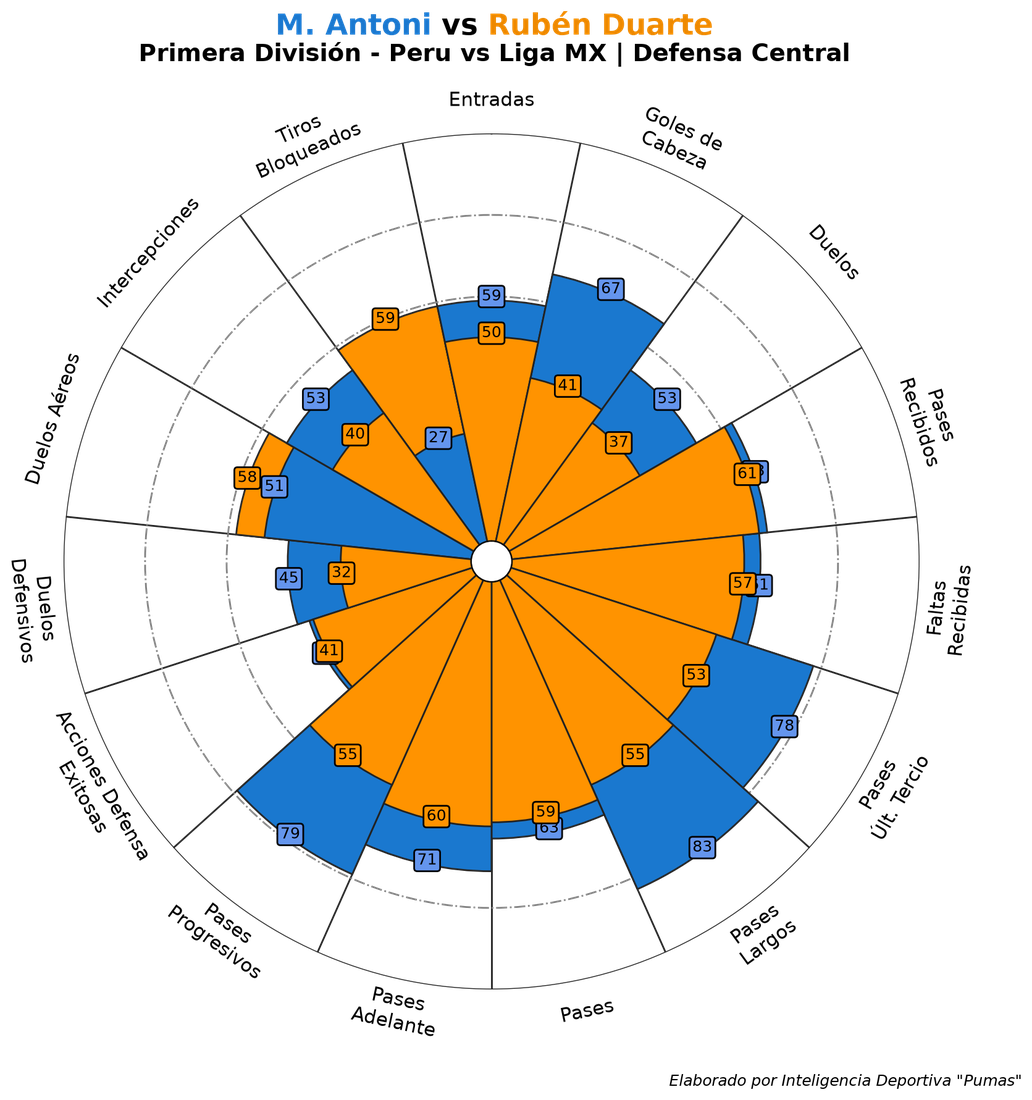 M. Antoni vs Rubén Duarte
Primera División - Peru vs Liga MX | Defensa Central
Entradas
Goles de
Cabeza
Duelos
Pases
Recibidos
Faltas
Recibidas
Pases
Últ. Tercio
Pases
Largos
Pases
Pases
Adelante
Pases
Progresivos
Acciones Defensa
Exitosas
Duelos
Defensivos
Duelos Aéreos
Intercepciones
Tiros
Bloqueados
59
50
67
41
53
37
61
57
78
53
83
55
63
59
71
60
79
55
41
45
32
58
51
53
40
59
27
Elaborado por Inteligencia Deportiva "Pumas"